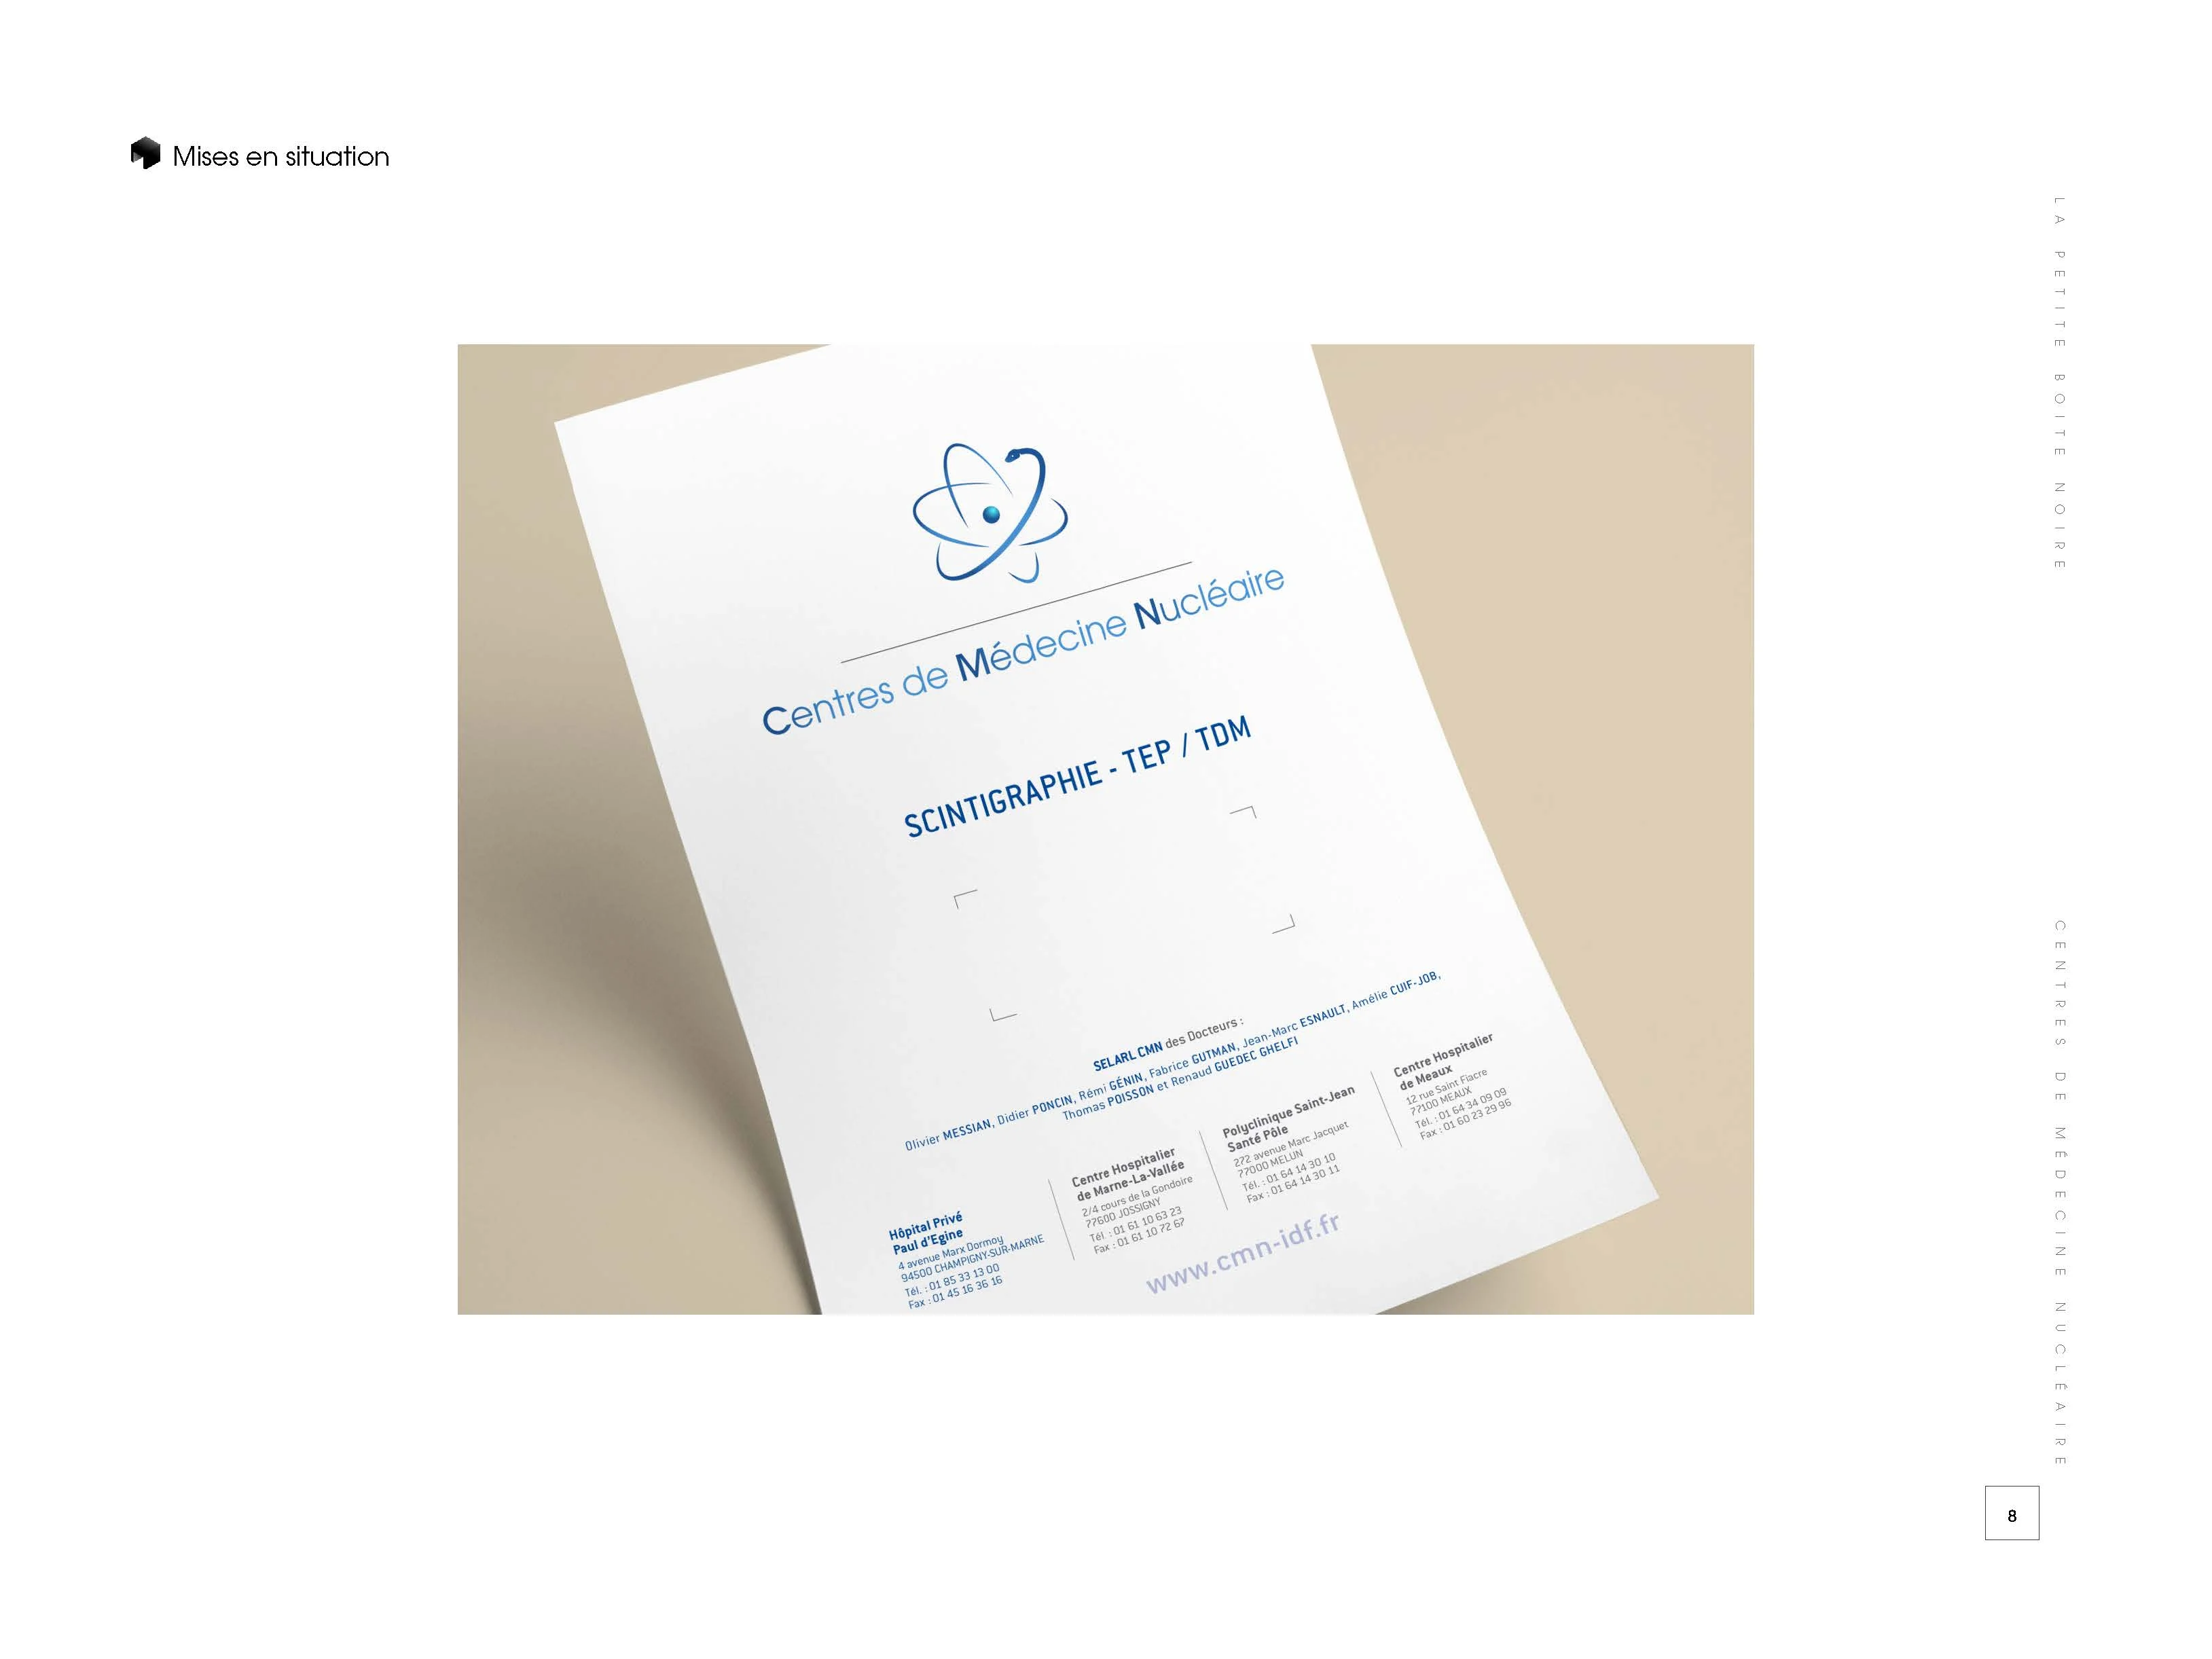 Mises en situation
LA PETITE BOITE NOIRE
Centres de Médecine Nucléaire
SCINTIGRAPHIE - TEP / TDM
SELARL CMN des Docteurs :
Olivier MESSIAN, Didier PONCIN, Rémi GÉNIN, Fabrice GUTMAN, Jean-Marc ESNAULT, Amélie CUIF-JOB,
Thomas POISSON et Renaud GUEDEC GHELFI
Hôpital Privé
Paul d'Egine
4 avenue Marx Dormoy
94500 CHAMPIGNY-SUR-MARNE
Tél. : 01 85 33 13 00
Fax : 01 45 16 36 16
Centre Hospitalier
de Marne-La-Vallée
2/4 cours de la Gondoire
77600 JOSSIGNY
Tél. : 01 61 10 63 23
Fax : 01 61 10 72 67
Polyclinique Saint-Jean
Santé Pôle
272 avenue Marc Jacquet
77000 MELUN
Tél. : 01 64 14 30 10
Fax : 01 64 14 30 11
Centre Hospitalier
de Meaux
12 rue Saint Fiacre
77100 MEAUX
Tél. : 01 64 34 09 09
Fax : 01 60 23 29 96
www.cmn-idf.fr
CENTRES DE MÉDECINE NUCLÉAIRE
8